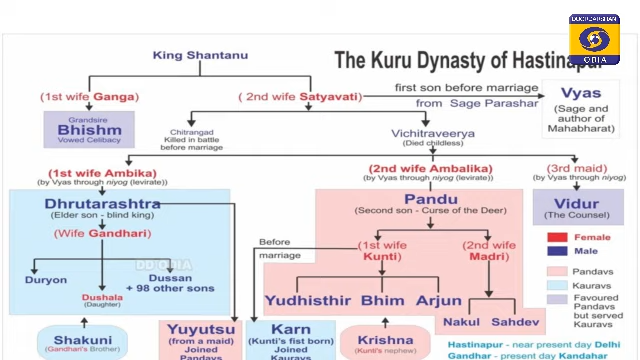 DOORDARSHAN
ODIA
King Shantanu
The Kuru Dynasty of Hastinapur
(1st wife Ganga)
(2nd wife Satyavati)
first son before marriage
from Sage Parashar
Vyas
(Sage and
author of
Mahabharat)
Grandsire
Bhishm
Vowed Celibacy
Chitrangad
Killed in battle
before marriage
Vichitraveerya
(Died childless)
(1st wife Ambika)
(by Vyas through niyog (levirate)
(2nd wife Ambalika)
(by Vyas through niyog (levirate)
(3rd maid)
(by Vyas through niyog)
Dhrutarashtra
(Elder son - blind king)
(Wife Gandhari)
Pandu
(Second son - Curse of the Deer)
Vidur
(The Counsel)
DD ODIA
Duryon
Dushala
(Daughter)
Dussan
+ 98 other sons
Before
marriage
(1st wife
Kunti)
(2nd wife
Madri)
Yudhisthir Bhim Arjun
Nakul Sahdev
Female
Male
Pandavs
Kauravs
Favoured
Pandavs
but served
Kauravs
Shakuni
(Gandhari's Brother)
Yuyutsu
(from a maid)
Joined
Pandavs
Karn
(Kunti's fist born)
Joined
Kauravs
Krishna
(Kunti's nephew)
Hastinapur - near present day Delhi
Gandhar - present day Kandahar